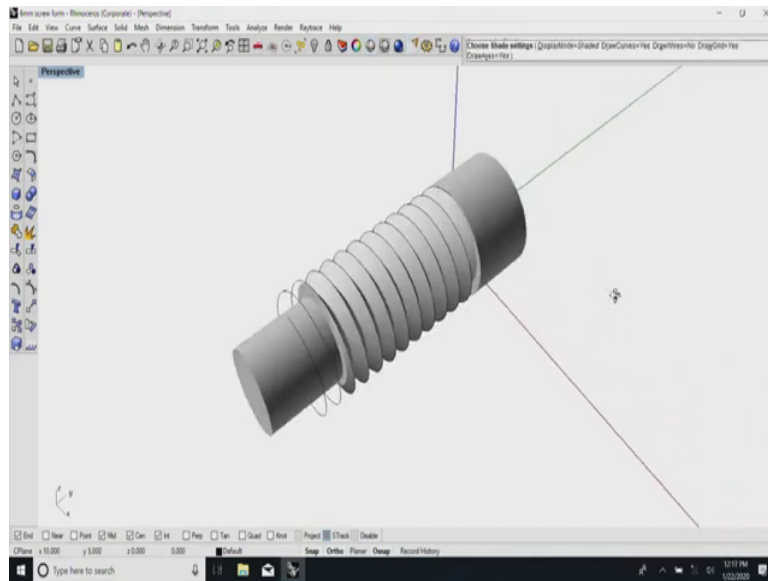 6mm screw form - Rhinoceros (Corporate) - [Perspective]
File Edit View Curve Surface Solid Mesh Dimension Transform Tools Analyze Render Raytrace Help
Choose Shade settings ( DisplayMode=Shaded DrawCurves=Yes DrawWires=No DrawGrid=Yes
DrawAxes=Yes ):
Perspective
z
y
x
End Near Point Mid Cen Int Perp Tan Quad Knot Project STrack Disable
CPlane x 10.000 y 5.000 z 0.000 0.000 Default Snap Ortho Planar Osnap Record History
Type here to search
12:17 PM
1/22/2020